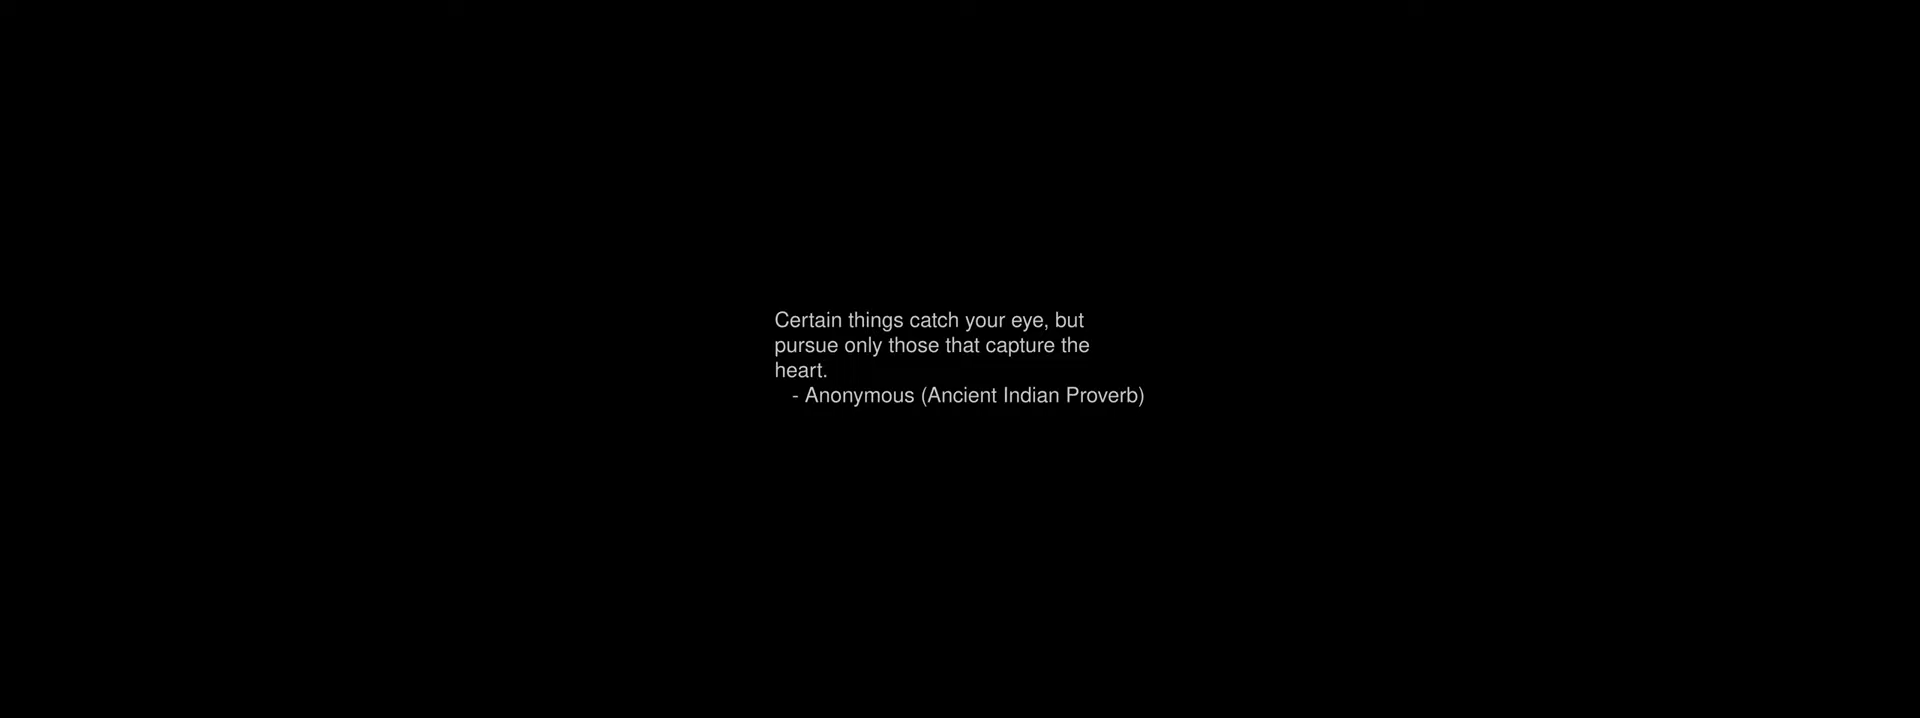 Certain things catch your eye, but
pursue only those that capture the
heart.
- Anonymous (Ancient Indian Proverb)